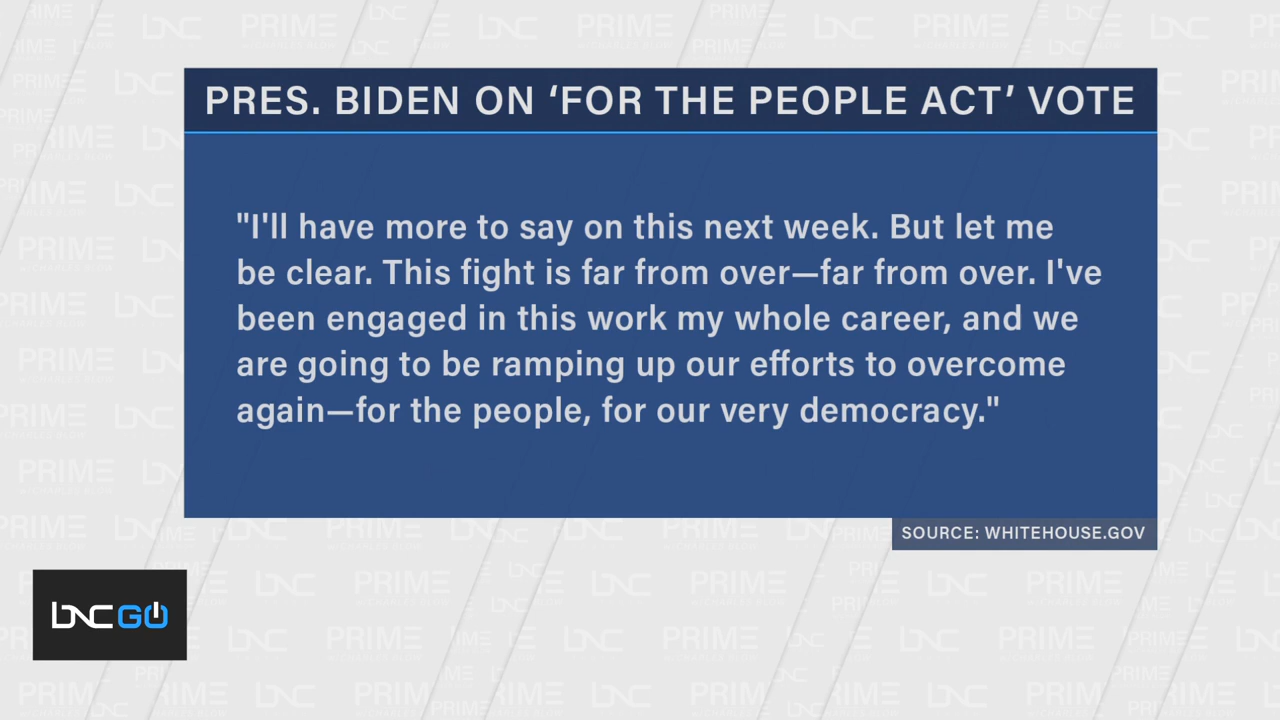 PRES. BIDEN ON ‘FOR THE PEOPLE ACT’ VOTE
"I'll have more to say on this next week. But let me
be clear. This fight is far from over—far from over. I've
been engaged in this work my whole career, and we
are going to be ramping up our efforts to overcome
again—for the people, for our very democracy."
SOURCE: WHITEHOUSE.GOV
BNC GO